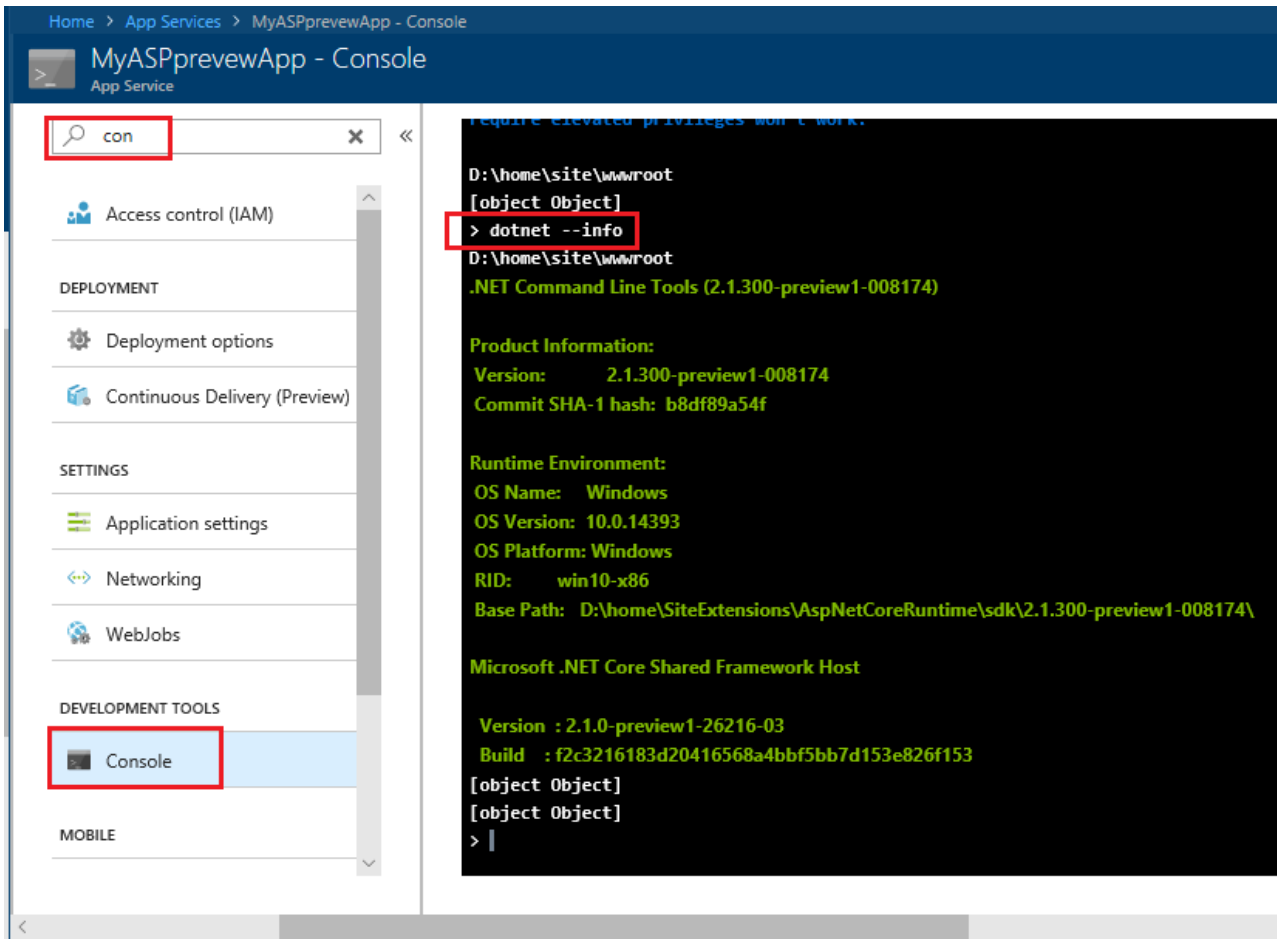 Home > App Services > MyASPprevewApp - Console
MyASPprevewApp - Console
App Service
con
Access control (IAM)
DEPLOYMENT
Deployment options
Continuous Delivery (Preview)
SETTINGS
Application settings
Networking
WebJobs
DEVELOPMENT TOOLS
Console
MOBILE
require elevated privileges won't work.
D:\home\site\wwwroot
[object Object]
> dotnet --info
D:\home\site\wwwroot
.NET Command Line Tools (2.1.300-preview1-008174)
Product Information:
Version: 2.1.300-preview1-008174
Commit SHA-1 hash: b8df89a54f
Runtime Environment:
OS Name: Windows
OS Version: 10.0.14393
OS Platform: Windows
RID: win10-x86
Base Path: D:\home\SiteExtensions\AspNetCoreRuntime\sdk\2.1.300-preview1-008174\
Microsoft .NET Core Shared Framework Host
Version : 2.1.0-preview1-26216-03
Build : f2c3216183d20416568a4bbf5bb7d153e826f153
[object Object]
[object Object]
>